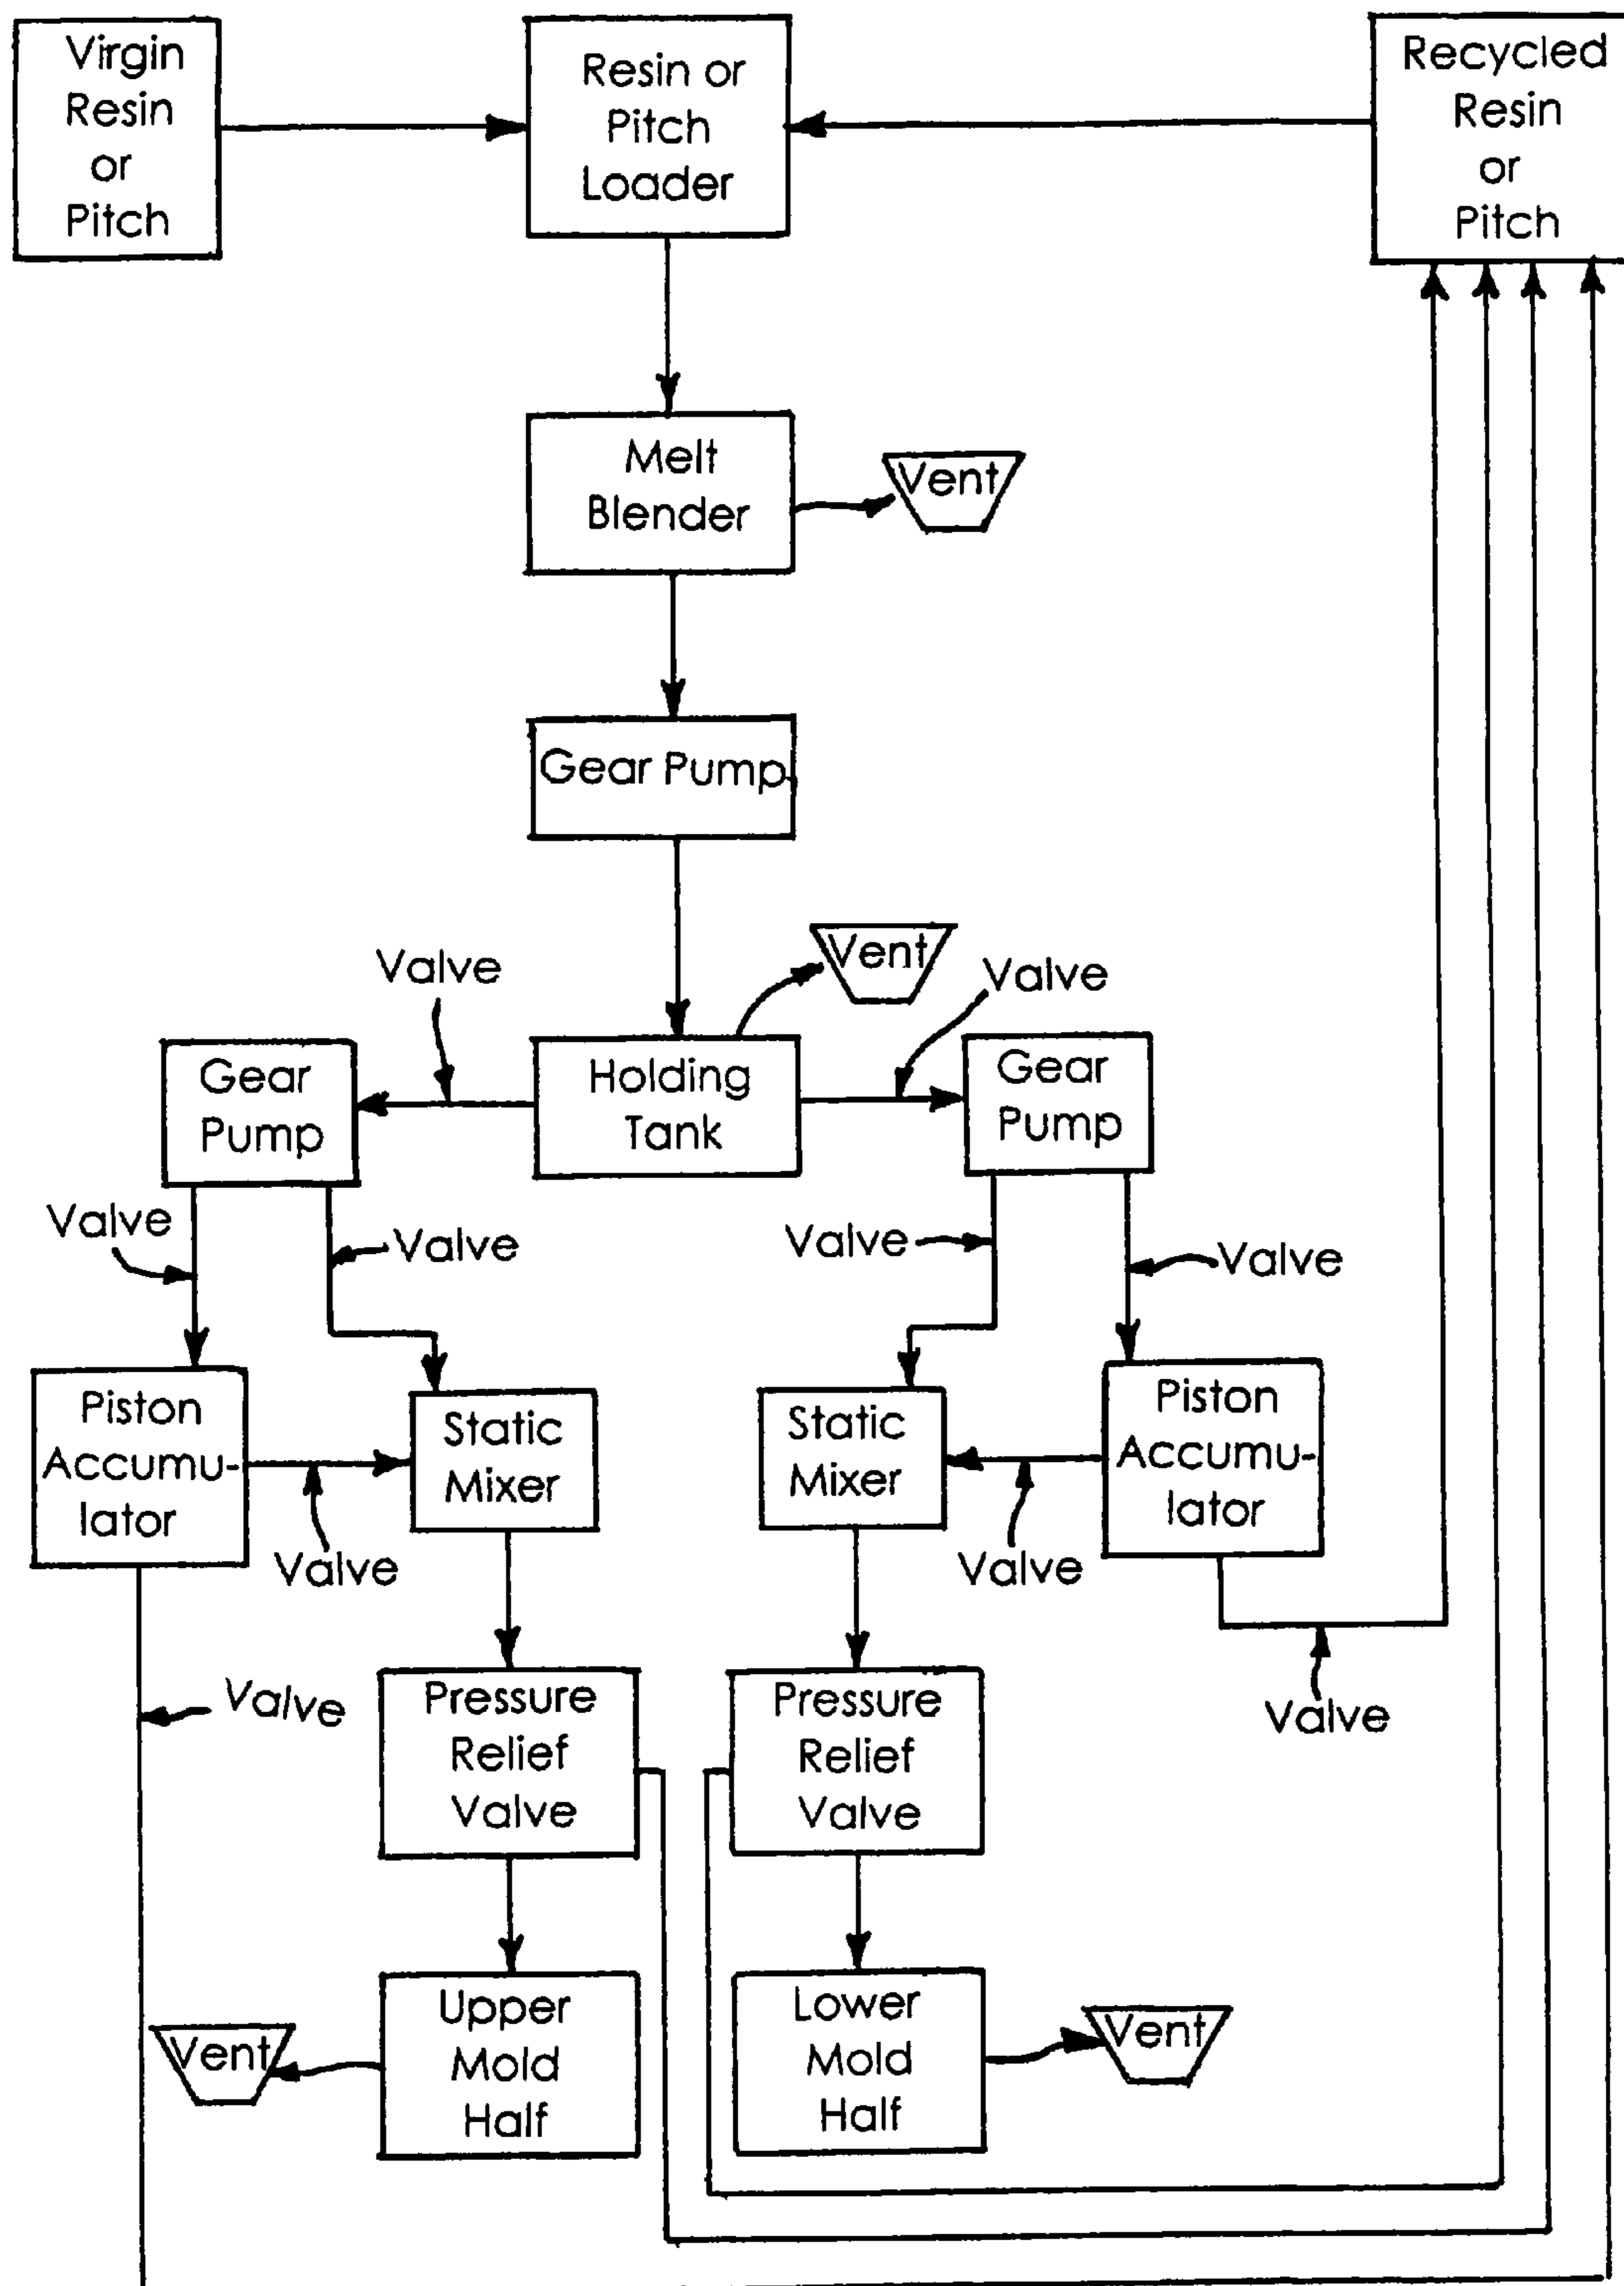 Virgin
Resin
or
Pitch
Resin or
Pitch
Loader
Recycled
Resin
or
Pitch
Melt
Blender
Vent
Gear Pump
Valve
Vent
Valve
Gear
Pump
Holding
Tank
Gear
Pump
Valve
Valve
Valve
Valve
Piston
Accumu-
lator
Static
Mixer
Static
Mixer
Piston
Accumu-
lator
Valve
Valve
Valve
Pressure
Relief
Valve
Pressure
Relief
Valve
Valve
Upper
Mold
Half
Lower
Mold
Half
Vent
Vent